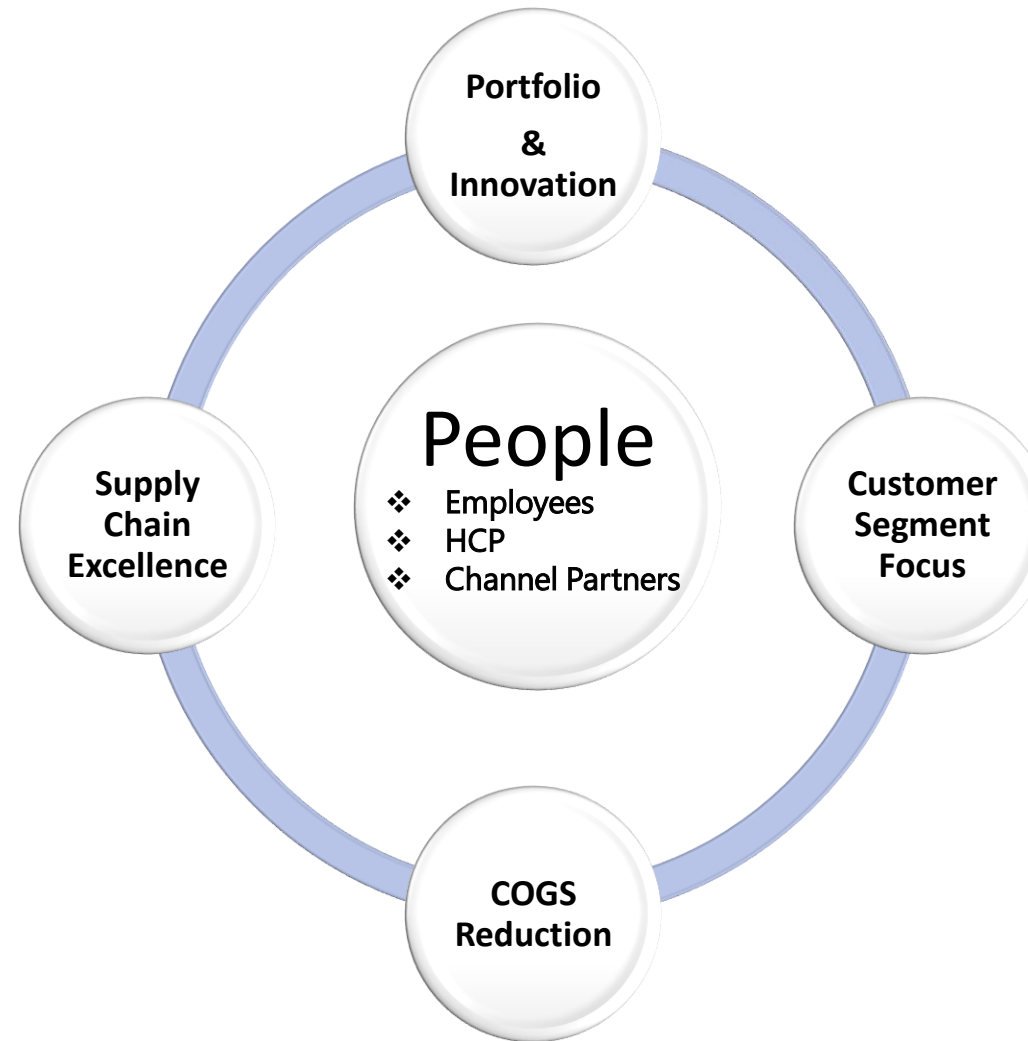 Portfolio
&
Innovation
People
❖ Employees
❖ HCP
❖ Channel Partners
Supply
Chain
Excellence
Customer
Segment
Focus
COGS
Reduction